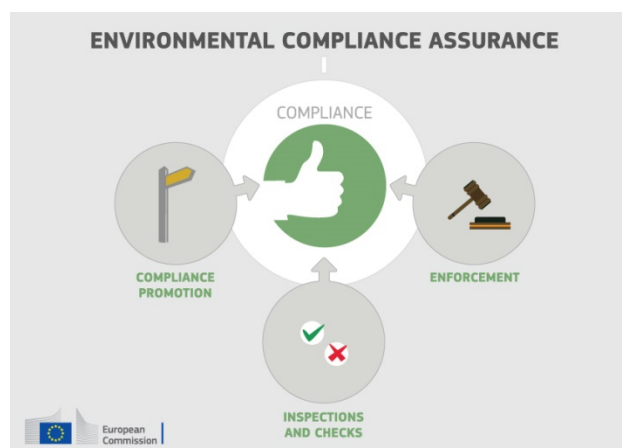 ENVIRONMENTAL COMPLIANCE ASSURANCE
COMPLIANCE
COMPLIANCE
PROMOTION
ENFORCEMENT
INSPECTIONS
AND CHECKS
European
Commission